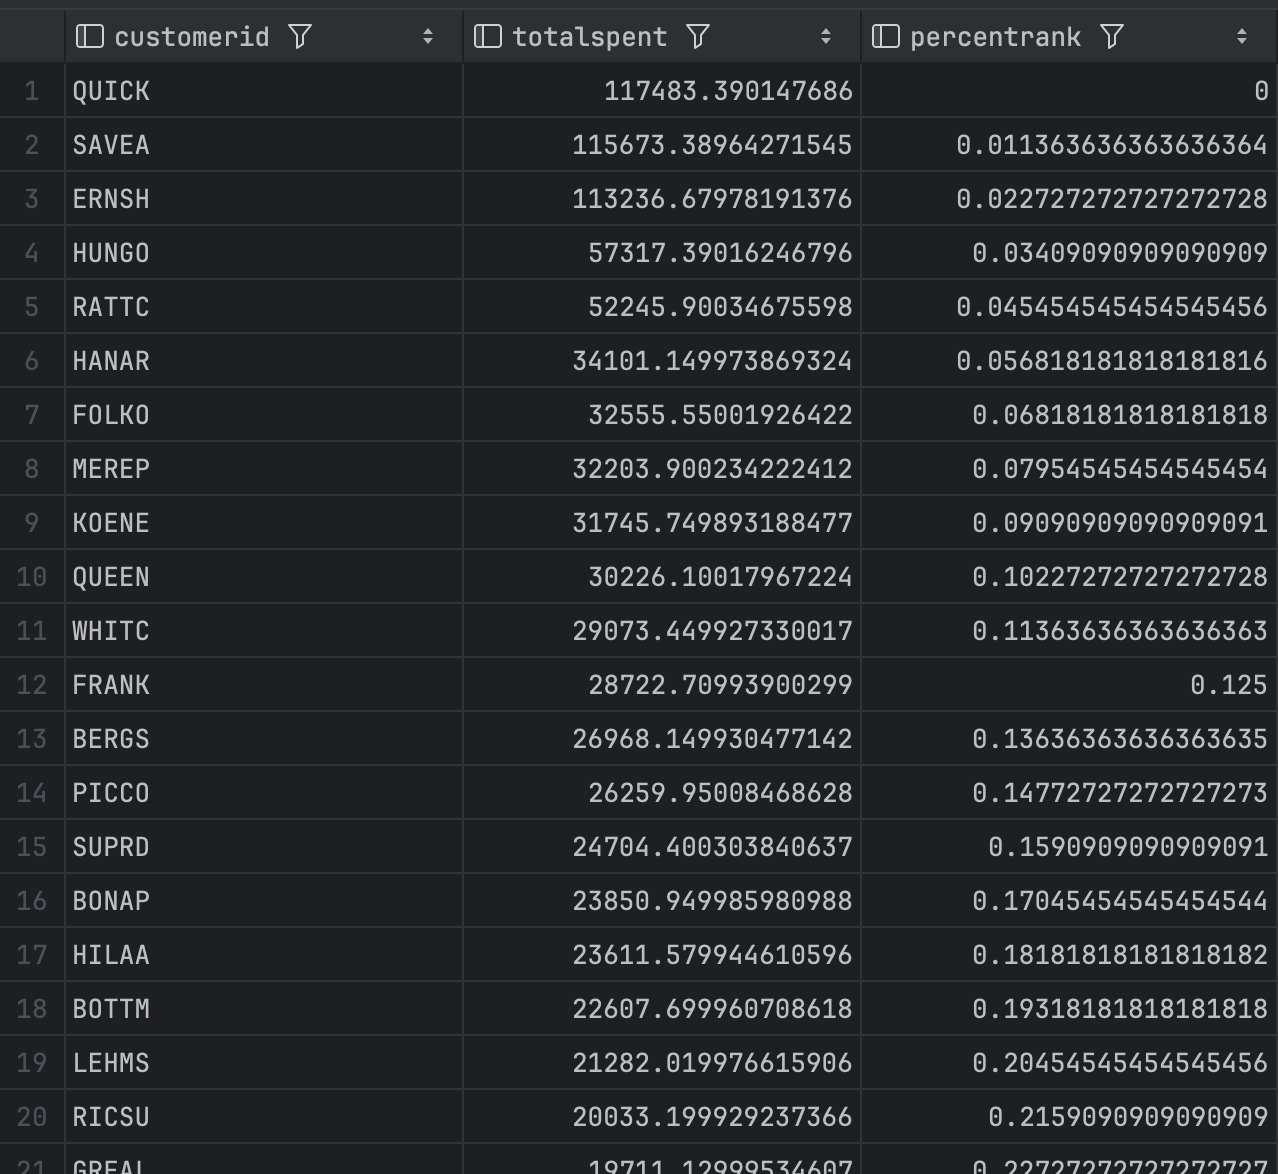 customerid totalspent percentrank
1 QUICK 117483.390147686 0
2 SAVEA 115673.38964271545 0.011363636363636364
3 ERNSH 113236.67978191376 0.022727272727272728
4 HUNGO 57317.39016246796 0.03409090909090909
5 RATTC 52245.90034675598 0.045454545454545456
6 HANAR 34101.149973869324 0.056818181818181816
7 FOLKO 32555.55001926422 0.06818181818181818
8 MEREP 32203.900234222412 0.07954545454545454
9 KOENE 31745.749893188477 0.09090909090909091
10 QUEEN 30226.10017967224 0.10227272727272728
11 WHITC 29073.449927330017 0.11363636363636363
12 FRANK 28722.70993900299 0.125
13 BERGS 26968.149930477142 0.13636363636363635
14 PICCO 26259.95008468628 0.14772727272727273
15 SUPRD 24704.400303840637 0.1590909090909091
16 BONAP 23850.949985980988 0.17045454545454544
17 HILAA 23611.579944610596 0.18181818181818182
18 BOTTM 22607.699960708618 0.19318181818181818
19 LEHMS 21282.019976615906 0.20454545454545456
20 RICSU 20033.199929237366 0.2159090909090909
21 GREAL 19711.12999534607 0.22727272727272727